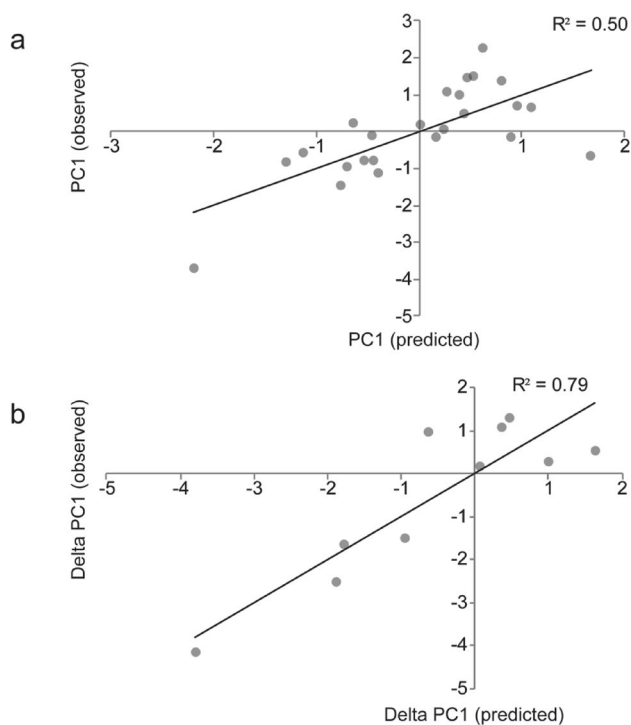 a
R² = 0.50
PC1 (observed)
3
2
1
-3 -2 -1 1 2
-1
-2
-3
-4
-5
PC1 (predicted)
b
R² = 0.79
Delta PC1 (observed)
2
1
-5 -4 -3 -2 -1 1 2
-1
-2
-3
-4
-5
Delta PC1 (predicted)